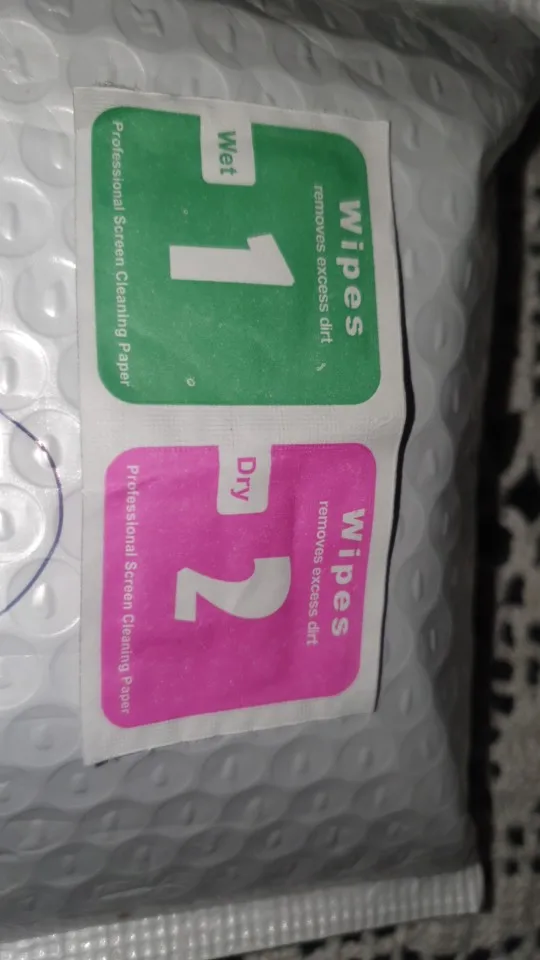 Wipes
removes excess dirt
1
Wet
Professional Screen Cleaning Paper
Wipes
removes excess dirt
2
Dry
Professional Screen Cleaning Paper